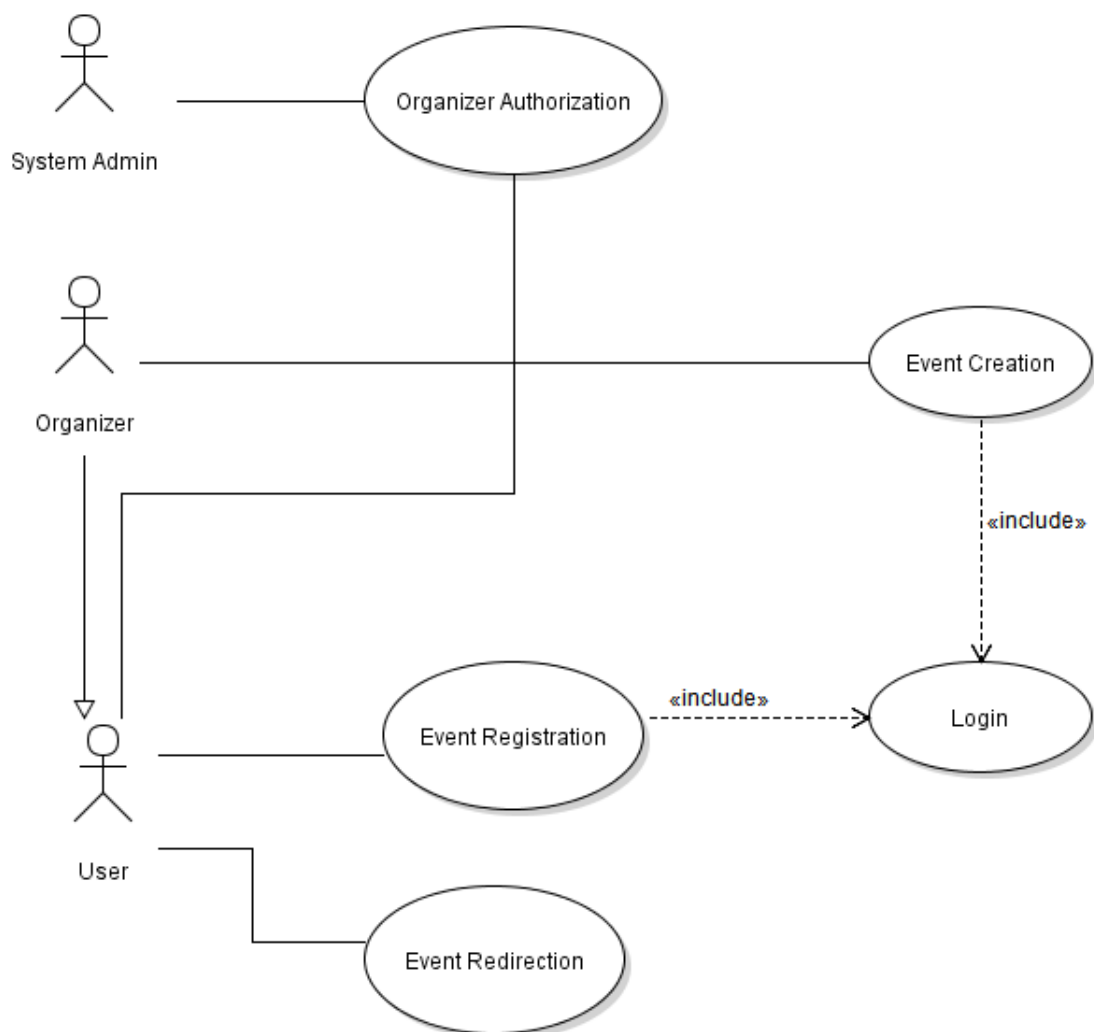 Organizer Authorization
System Admin
Event Creation
Organizer
«include»
«include»
Login
Event Registration
User
Event Redirection